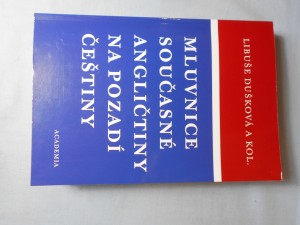 LIBUŠE DUŠKOVÁ A KOL.
MLUVNICE
SOUČASNÉ
ANGLIČTINY
NA POZADÍ
ČEŠTINY
ACADEMIA